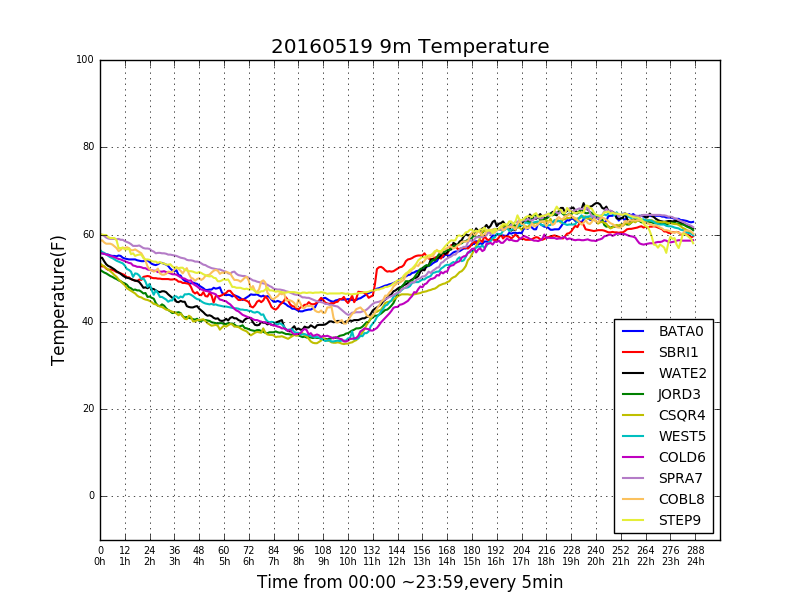 20160519 9m Temperature
100
80
60
40
20
0
Temperature(F)
0 12 24 36 48 60 72 84 96 108 120 132 144 156 168 180 192 204 216 228 240 252 264 276 288
0h 1h 2h 3h 4h 5h 6h 7h 8h 9h 10h 11h 12h 13h 14h 15h 16h 17h 18h 19h 20h 21h 22h 23h 24h
Time from 00:00 ~23:59,every 5min
BATA0
SBRI1
WATE2
JORD3
CSQR4
WEST5
COLD6
SPRA7
COBL8
STEP9